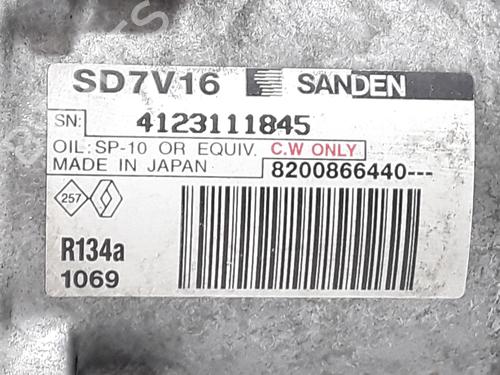 SD7V16 SANDEN
SN: 4123111845
OIL: SP-10 OR EQUIV. C.W ONLY
MADE IN JAPAN 8200866440---
257
R134a
1069